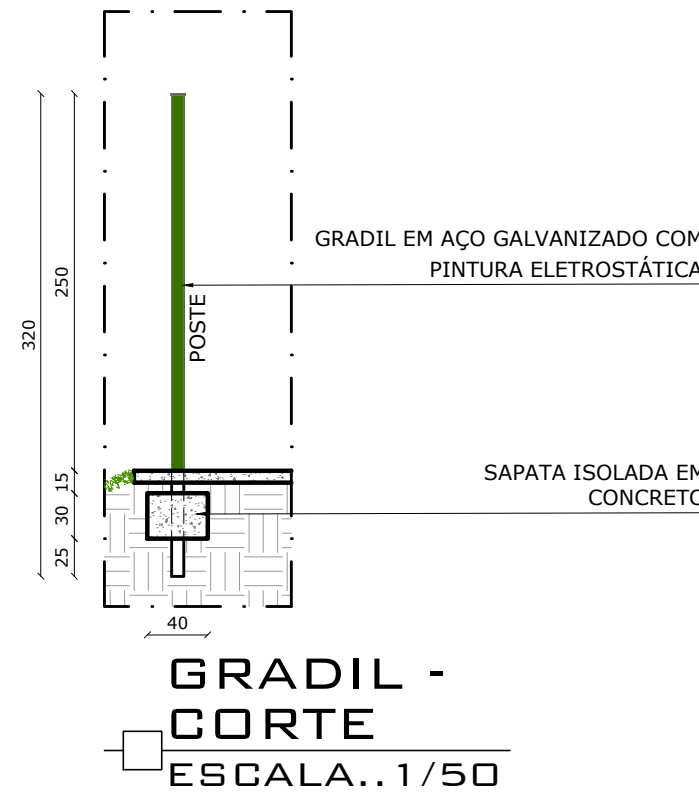 320
250
15
30
25
40
POSTE
GRADIL EM AÇO GALVANIZADO COM
PINTURA ELETROSTÁTICA
SAPATA ISOLADA EM
CONCRETO
GRADIL -
CORTE
ESCALA..1/50